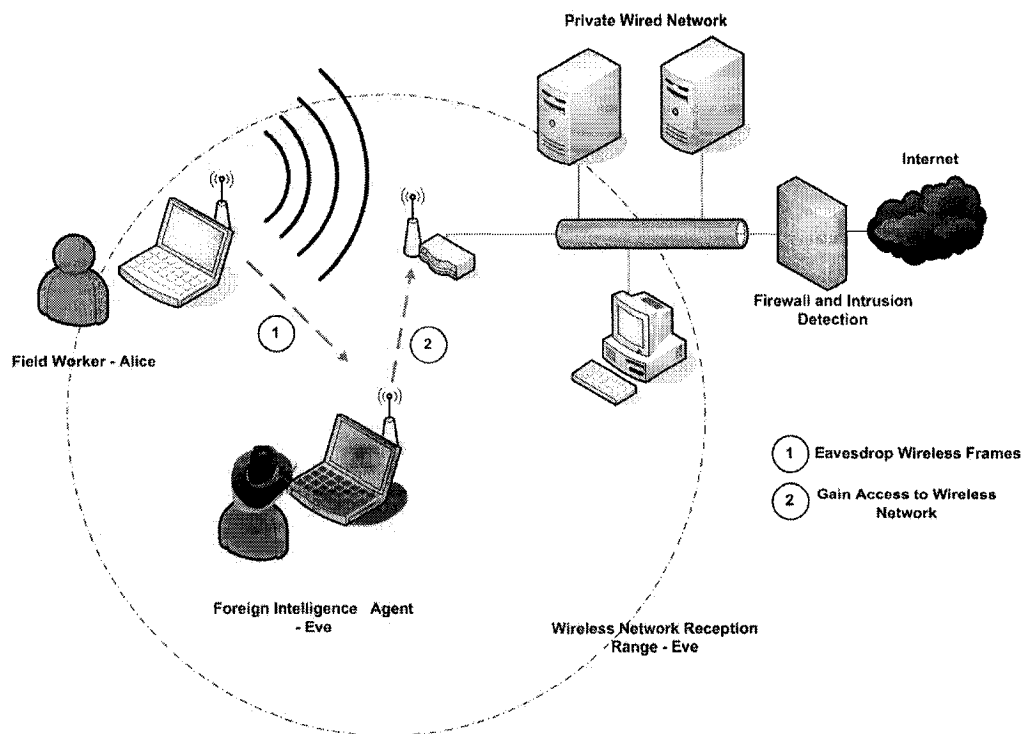 Private Wired Network
Internet
Firewall and Intrusion
Detection
1
2
Field Worker - Alice
1 Eavesdrop Wireless Frames
2 Gain Access to Wireless
Network
Foreign Intelligence Agent
- Eve
Wireless Network Reception
Range - Eve